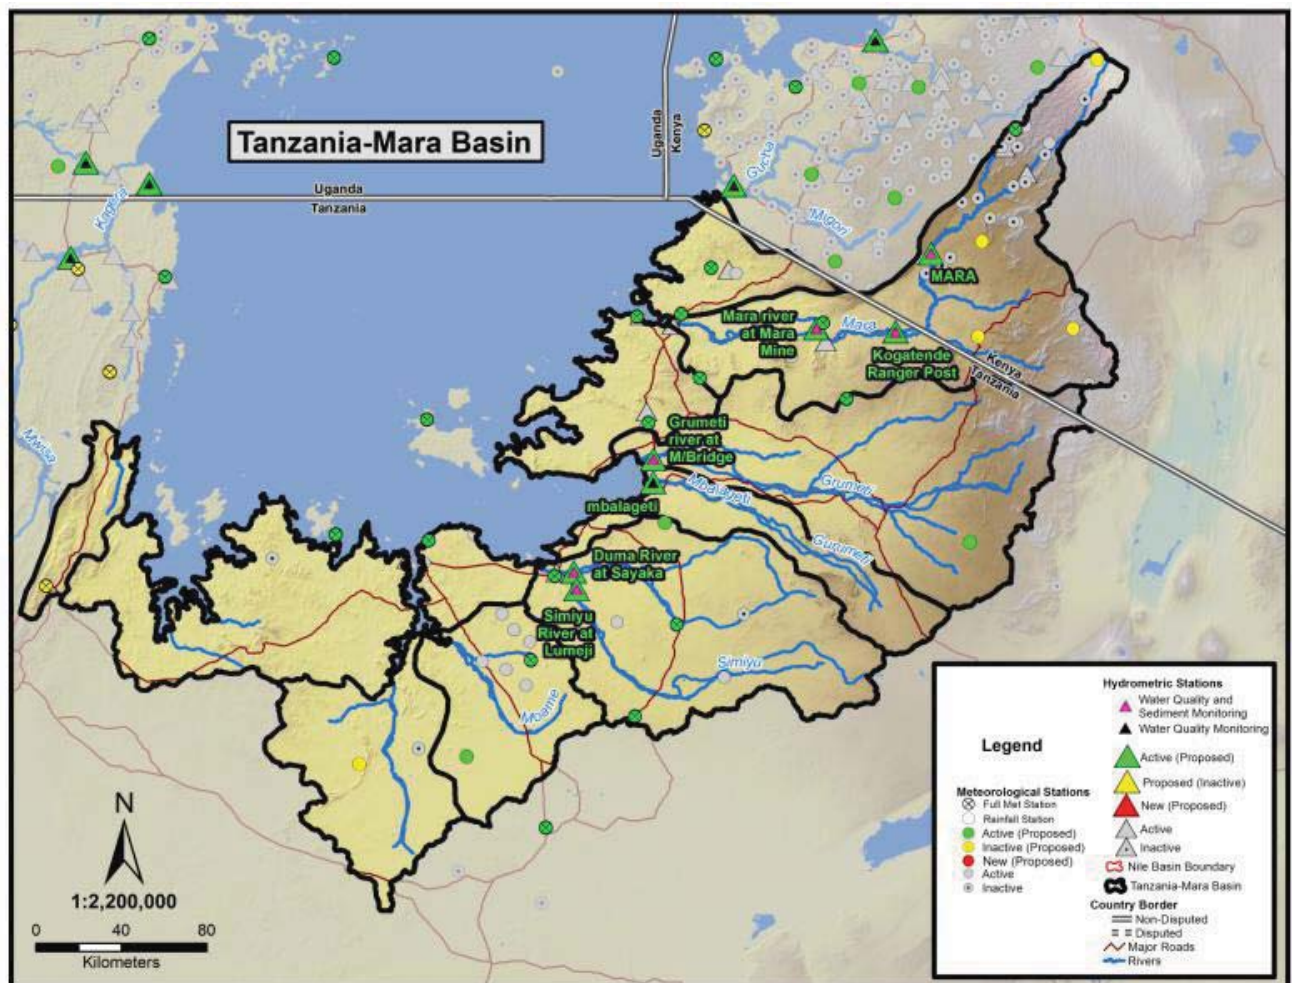 Tanzania-Mara Basin
Uganda
Kenya
Uganda
Tanzania
Kagera
Gucha
Migori
MARA
Mara river
at Mara
Mine
Mara
Kogatende
Ranger Post
Kenya
Tanzania
Mwisa
Grumeti
river at
M/Bridge
Mbalageti
Grumeti
mbalageti
Gurumeti
Duma River
at Sayaka
Simiyu
River at
Lumeji
Simiyu
Mbame
N
1:2,200,000
0 40 80
Kilometers
Legend
Meteorological Stations
Full Met Station
Rainfall Station
Active (Proposed)
Inactive (Proposed)
New (Proposed)
Active
Inactive
Hydrometric Stations
Water Quality and
Sediment Monitoring
Water Quality Monitoring
Active (Proposed)
Proposed (Inactive)
New (Proposed)
Active
Inactive
Nile Basin Boundary
Tanzania-Mara Basin
Country Border
Non-Disputed
Disputed
Major Roads
Rivers